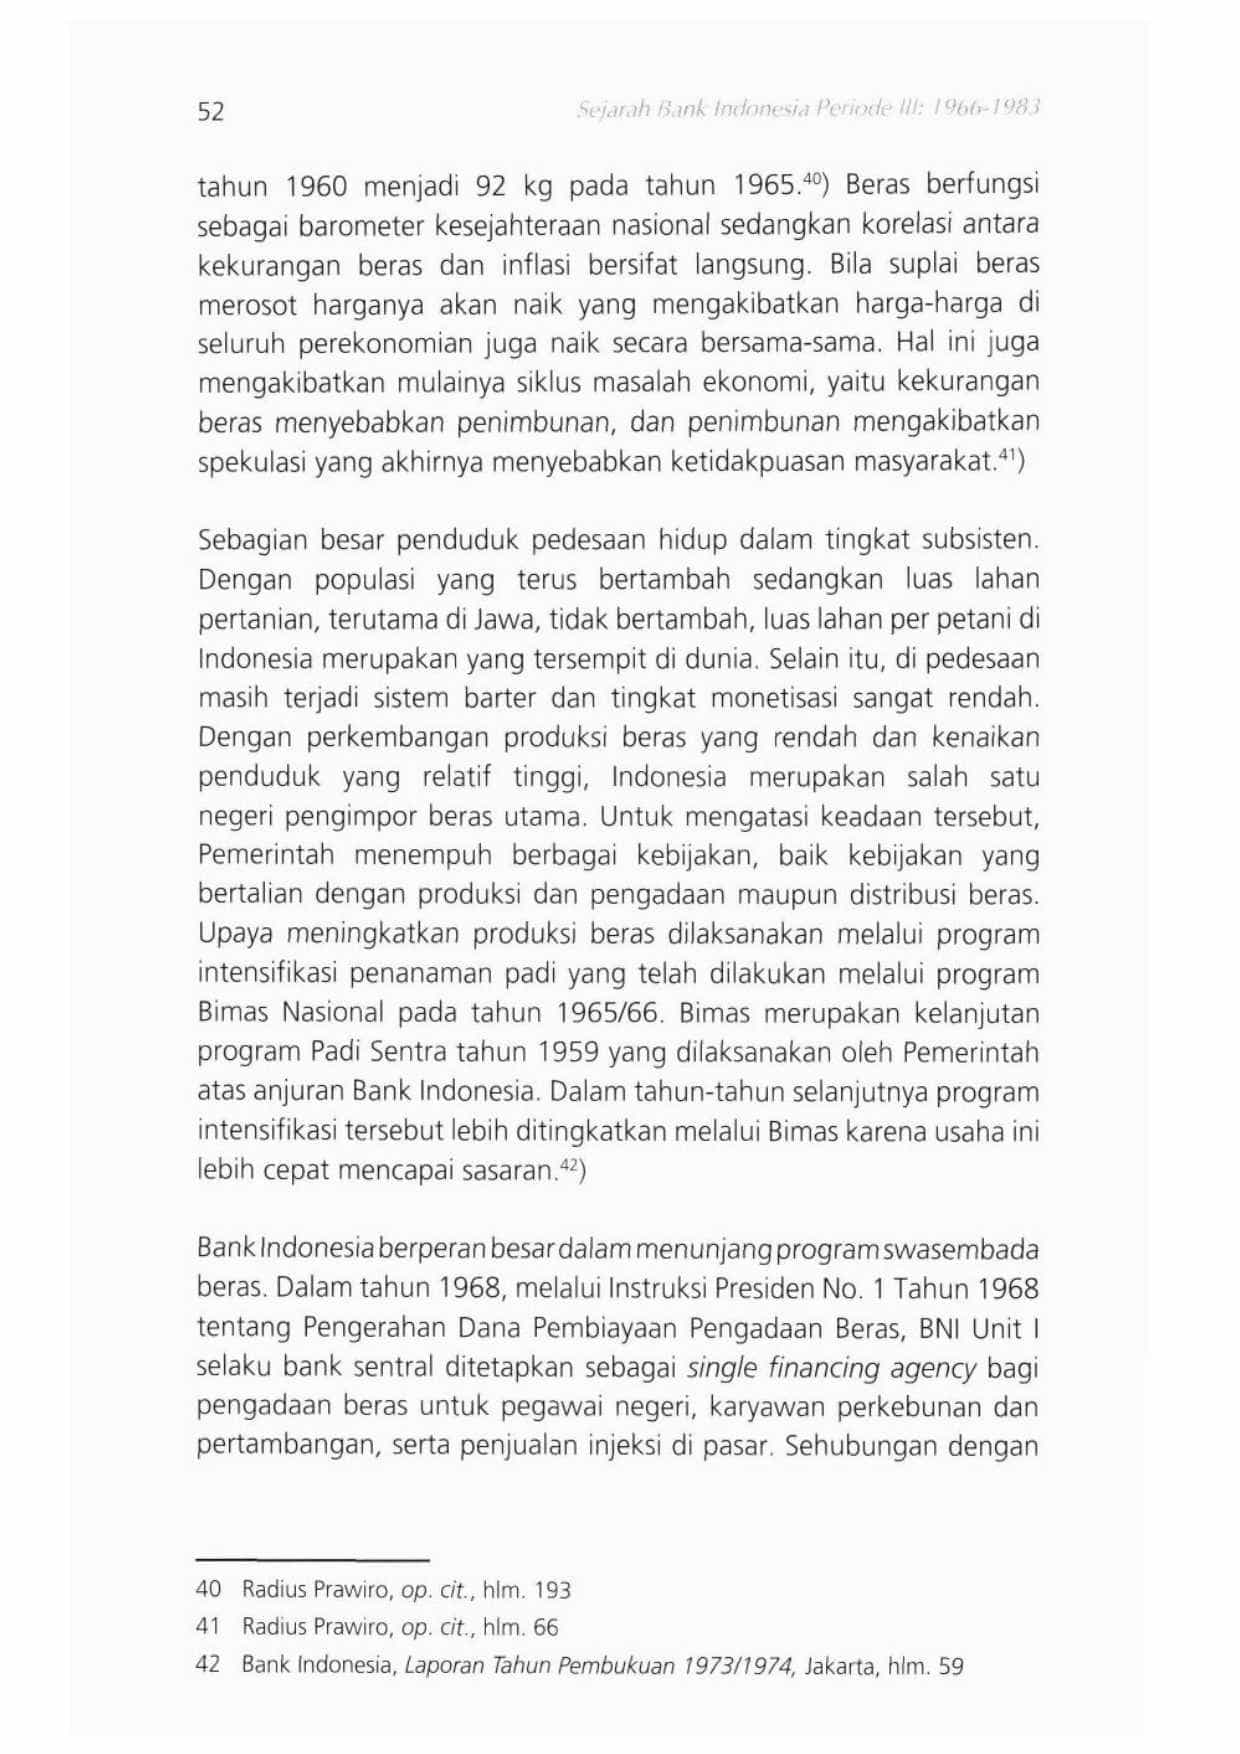 52
Sejarah Bank Indonesia Periode III: 1966-1983
tahun 1960 menjadi 92 kg pada tahun 1965.⁴⁰) Beras berfungsi
sebagai barometer kesejahteraan nasional sedangkan korelasi antara
kekurangan beras dan inflasi bersifat langsung. Bila suplai beras
merosot harganya akan naik yang mengakibatkan harga-harga di
seluruh perekonomian juga naik secara bersama-sama. Hal ini juga
mengakibatkan mulainya siklus masalah ekonomi, yaitu kekurangan
beras menyebabkan penimbunan, dan penimbunan mengakibatkan
spekulasi yang akhirnya menyebabkan ketidakpuasan masyarakat.⁴¹)
Sebagian besar penduduk pedesaan hidup dalam tingkat subsisten.
Dengan populasi yang terus bertambah sedangkan luas lahan
pertanian, terutama di Jawa, tidak bertambah, luas lahan per petani di
Indonesia merupakan yang tersempit di dunia. Selain itu, di pedesaan
masih terjadi sistem barter dan tingkat monetisasi sangat rendah.
Dengan perkembangan produksi beras yang rendah dan kenaikan
penduduk yang relatif tinggi, Indonesia merupakan salah satu
negeri pengimpor beras utama. Untuk mengatasi keadaan tersebut,
Pemerintah menempuh berbagai kebijakan, baik kebijakan yang
bertalian dengan produksi dan pengadaan maupun distribusi beras.
Upaya meningkatkan produksi beras dilaksanakan melalui program
intensifikasi penanaman padi yang telah dilakukan melalui program
Bimas Nasional pada tahun 1965/66. Bimas merupakan kelanjutan
program Padi Sentra tahun 1959 yang dilaksanakan oleh Pemerintah
atas anjuran Bank Indonesia. Dalam tahun-tahun selanjutnya program
intensifikasi tersebut lebih ditingkatkan melalui Bimas karena usaha ini
lebih cepat mencapai sasaran.⁴²)
Bank Indonesia berperan besar dalam menunjang program swasembada
beras. Dalam tahun 1968, melalui Instruksi Presiden No. 1 Tahun 1968
tentang Pengerahan Dana Pembiayaan Pengadaan Beras, BNI Unit I
selaku bank sentral ditetapkan sebagai single financing agency bagi
pengadaan beras untuk pegawai negeri, karyawan perkebunan dan
pertambangan, serta penjualan injeksi di pasar. Sehubungan dengan
40 Radius Prawiro, op. cit., hlm. 193
41 Radius Prawiro, op. cit., hlm. 66
42 Bank Indonesia, Laporan Tahun Pembukuan 1973/1974, Jakarta, hlm. 59